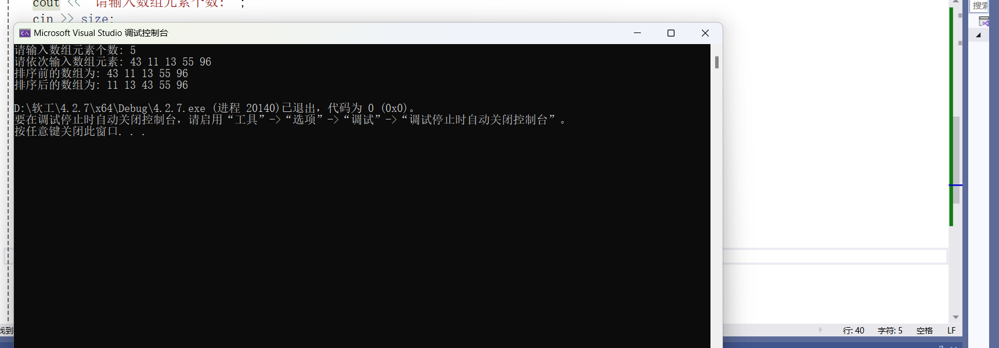 cout << "请输入数组元素个数: ";
cin >> size;
搜索
Microsoft Visual Studio 调试控制台
请输入数组元素个数: 5
请依次输入数组元素: 43 11 13 55 96
排序前的数组为: 43 11 13 55 96
排序后的数组为: 11 13 43 55 96
D:\软工\4.2.7\x64\Debug\4.2.7.exe (进程 20140)已退出，代码为 0 (0x0)。
要在调试停止时自动关闭控制台，请启用“工具”->“选项”->“调试”->“调试停止时自动关闭控制台”。
按任意键关闭此窗口. . .
找到
行: 40 字符: 5 空格 LF